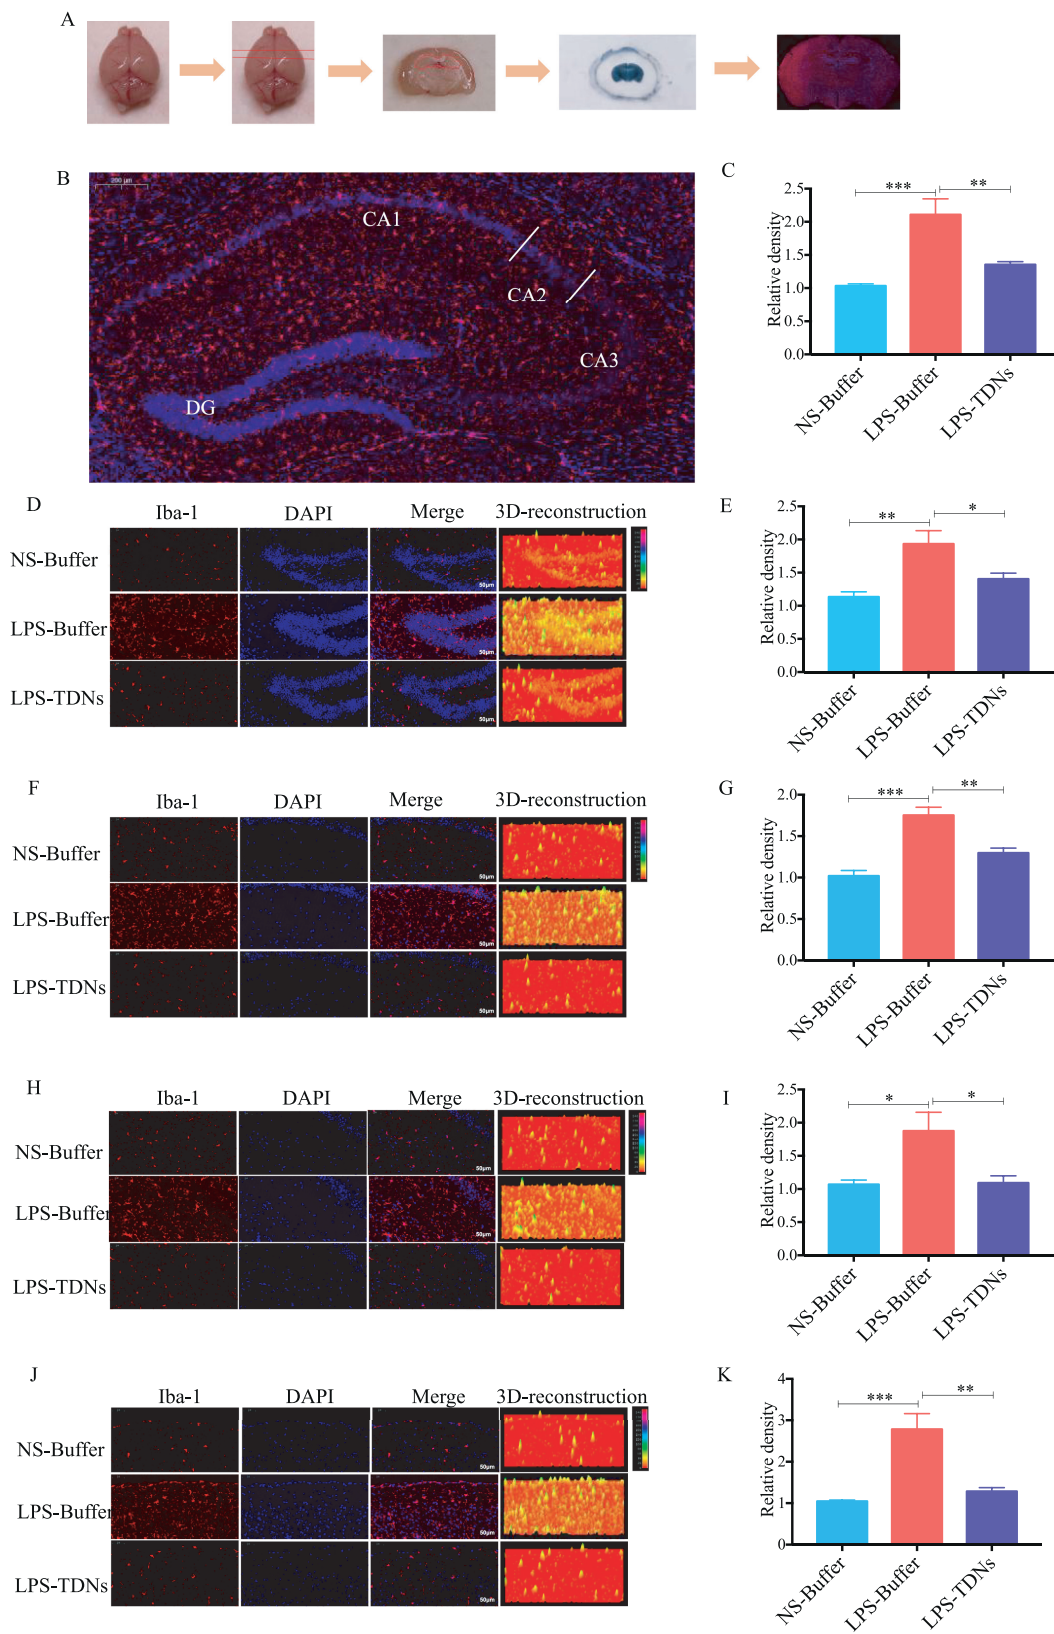 A
B
200 μm
CA1
CA2
CA3
DG
C
Relative density
2.5
2.0
1.5
1.0
0.5
0.0
***
**
NS-Buffer
LPS-Buffer
LPS-TDNs
D
Iba-1 DAPI Merge 3D-reconstruction
NS-Buffer
50μm
LPS-Buffer
50μm
LPS-TDNs
50μm
E
Relative density
2.5
2.0
1.5
1.0
0.5
0.0
**
*
NS-Buffer
LPS-Buffer
LPS-TDNs
F
Iba-1 DAPI Merge 3D-reconstruction
NS-Buffer
50μm
LPS-Buffer
50μm
LPS-TDNs
50μm
G
Relative density
2.0
1.5
1.0
0.5
0.0
***
**
NS-Buffer
LPS-Buffer
LPS-TDNs
H
Iba-1 DAPI Merge 3D-reconstruction
NS-Buffer
50μm
LPS-Buffer
50μm
LPS-TDNs
50μm
I
Relative density
2.5
2.0
1.5
1.0
0.5
0.0
*
*
NS-Buffer
LPS-Buffer
LPS-TDNs
J
Iba-1 DAPI Merge 3D-reconstruction
NS-Buffer
50μm
LPS-Buffer
50μm
LPS-TDNs
50μm
K
Relative density
4
3
2
1
0
***
**
NS-Buffer
LPS-Buffer
LPS-TDNs